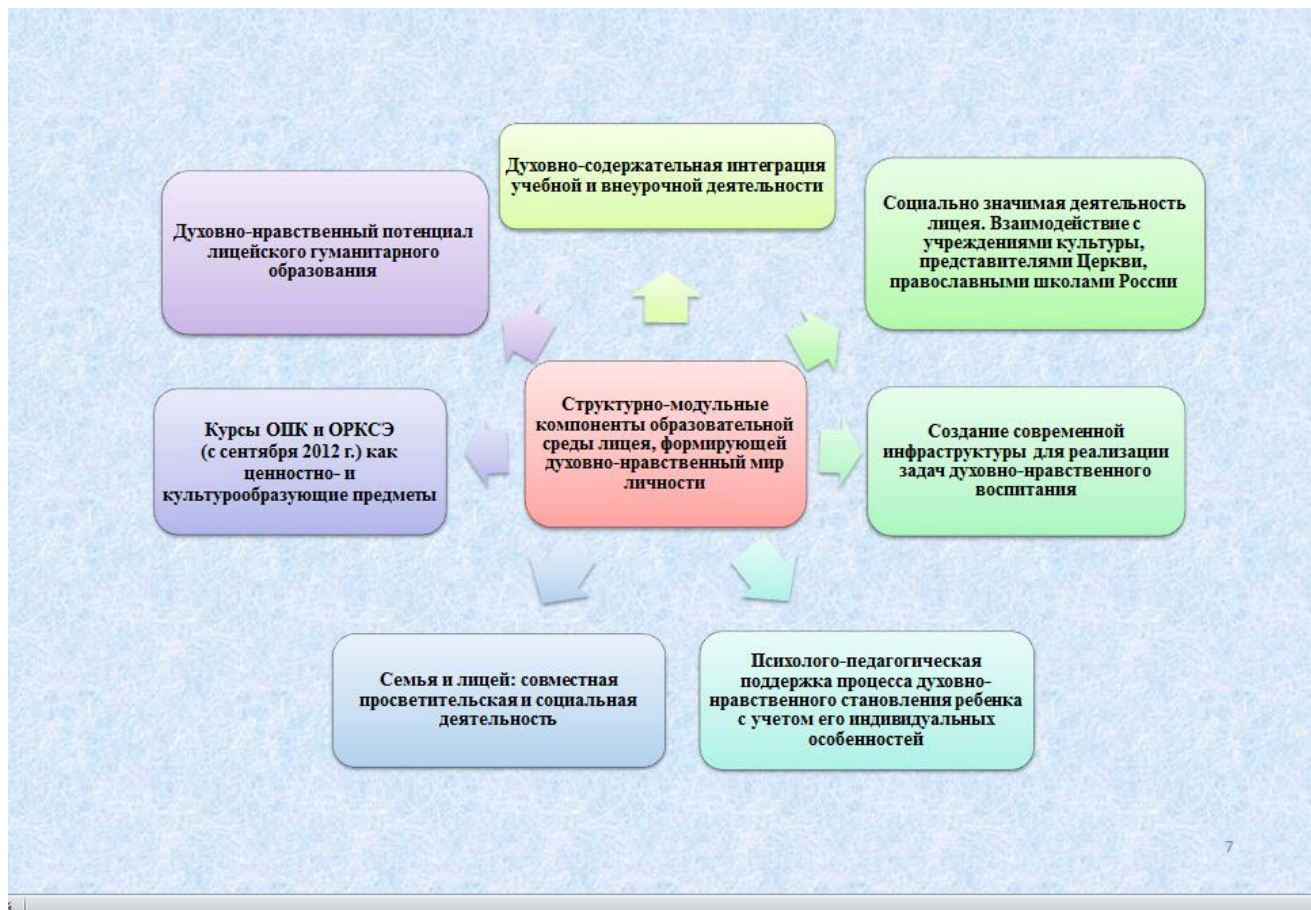 Духовно-содержательная интеграция
учебной и внеурочной деятельности
Духовно-нравственный потенциал
лицейского гуманитарного
образования
Социально значимая деятельность
лицея. Взаимодействие с
учреждениями культуры,
представителями Церкви,
православными школами России
Курсы ОПК и ОРКСЭ
(с сентября 2012 г.) как
ценностно- и
культурообразующие предметы
Структурно-модульные
компоненты образовательной
среды лицея, формирующей
духовно-нравственный мир
личности
Создание современной
инфраструктуры для реализации
задач духовно-нравственного
воспитания
Семья и лицей: совместная
просветительская и социальная
деятельность
Психолого-педагогическая
поддержка процесса духовно-
нравственного становления ребенка
с учетом его индивидуальных
особенностей
7